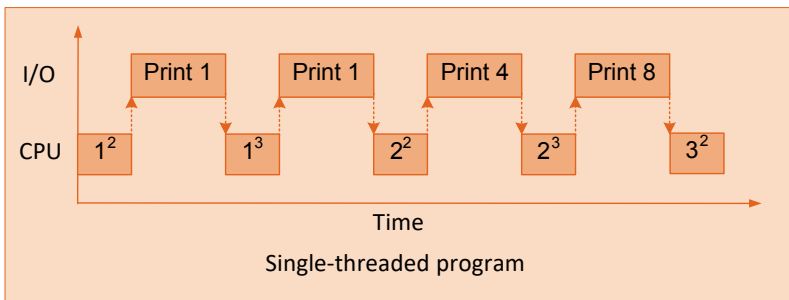 I/O Print 1 Print 1 Print 4 Print 8
CPU 1² 1³ 2² 2³ 3²
Time
Single-threaded program